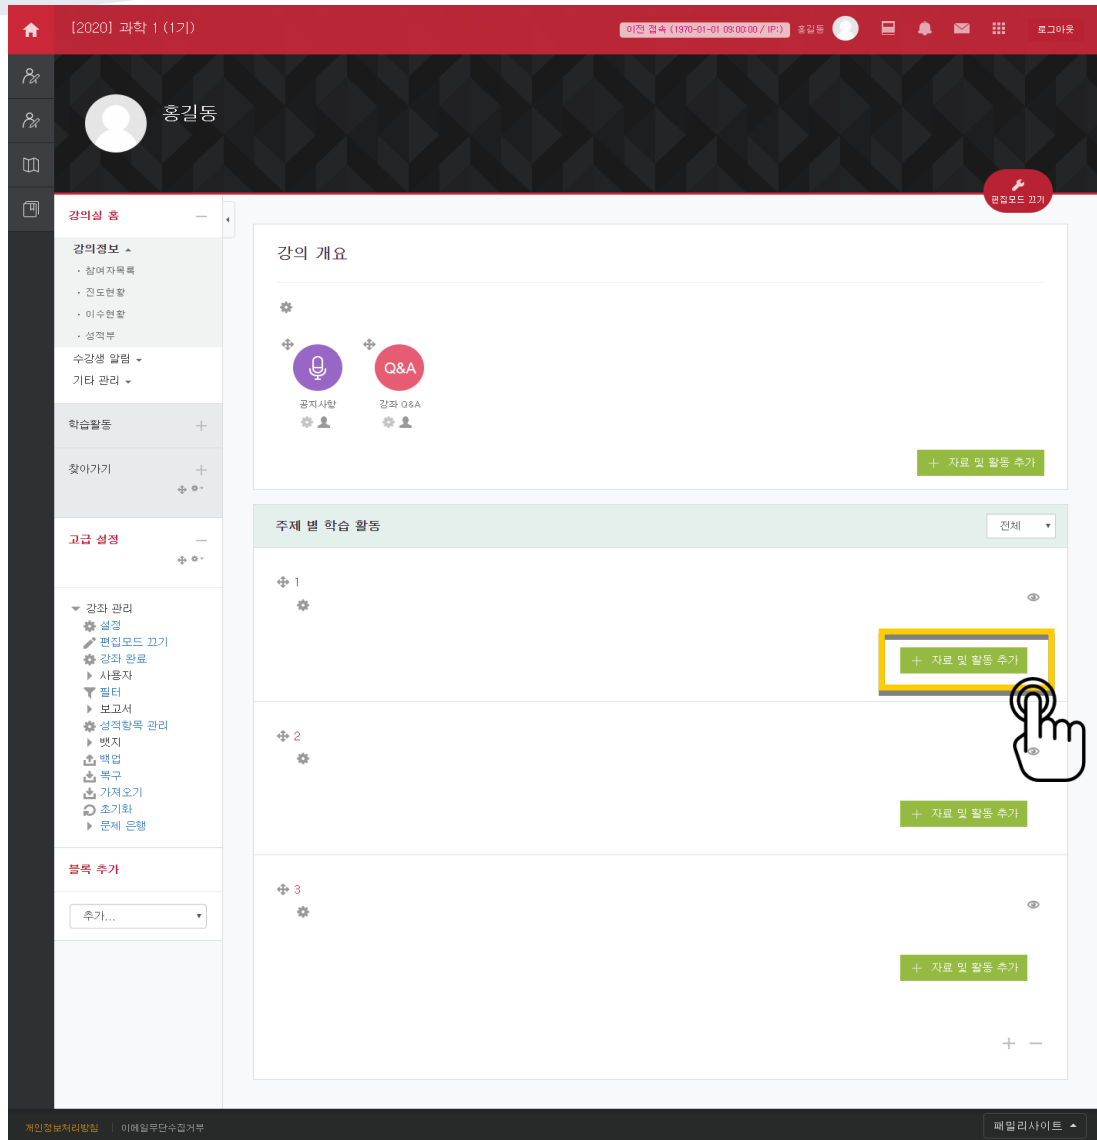 [2020] 과학 1 (1기)
이전 접속 (1970-01-01 09:00:00 / IP:) 홍길동 로그아웃
홍길동
편집모드 끄기
강의실 홈
강의정보
· 참여자목록
· 진도현황
· 이수현황
· 성적부
수강생 알림
기타 관리
학습활동
찾아가기
고급 설정
강좌 관리
설정
편집모드 끄기
강좌 완료
사용자
필터
보고서
성적항목 관리
뱃지
백업
복구
가져오기
초기화
문제 은행
블록 추가
추가...
강의 개요
Q&A
공지사항 강좌 Q&A
+ 자료 및 활동 추가
주제 별 학습 활동 전체
1
+ 자료 및 활동 추가
2
+ 자료 및 활동 추가
3
+ 자료 및 활동 추가
개인정보처리방침 | 이메일무단수집거부 패밀리사이트